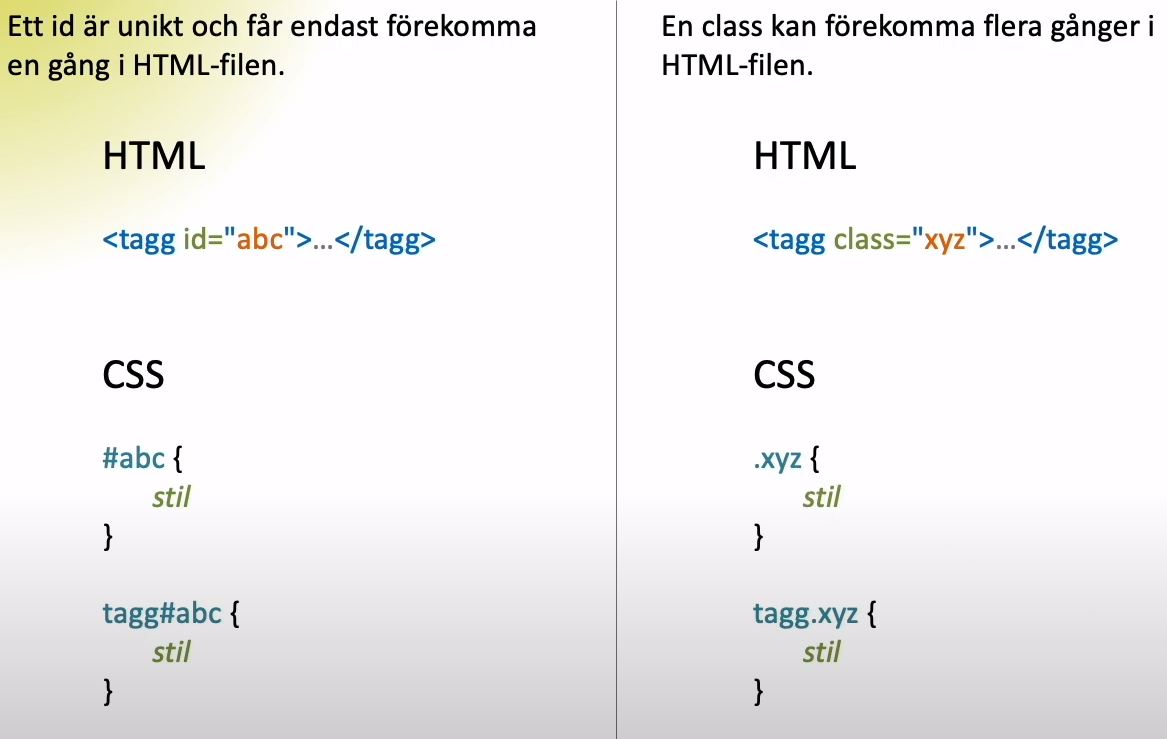 Ett id är unikt och får endast förekomma
en gång i HTML-filen.
HTML
<tagg id="abc">...</tagg>
CSS
#abc {
stil
}
tagg#abc {
stil
}
En class kan förekomma flera gånger i
HTML-filen.
HTML
<tagg class="xyz">...</tagg>
CSS
.xyz {
stil
}
tagg.xyz {
stil
}